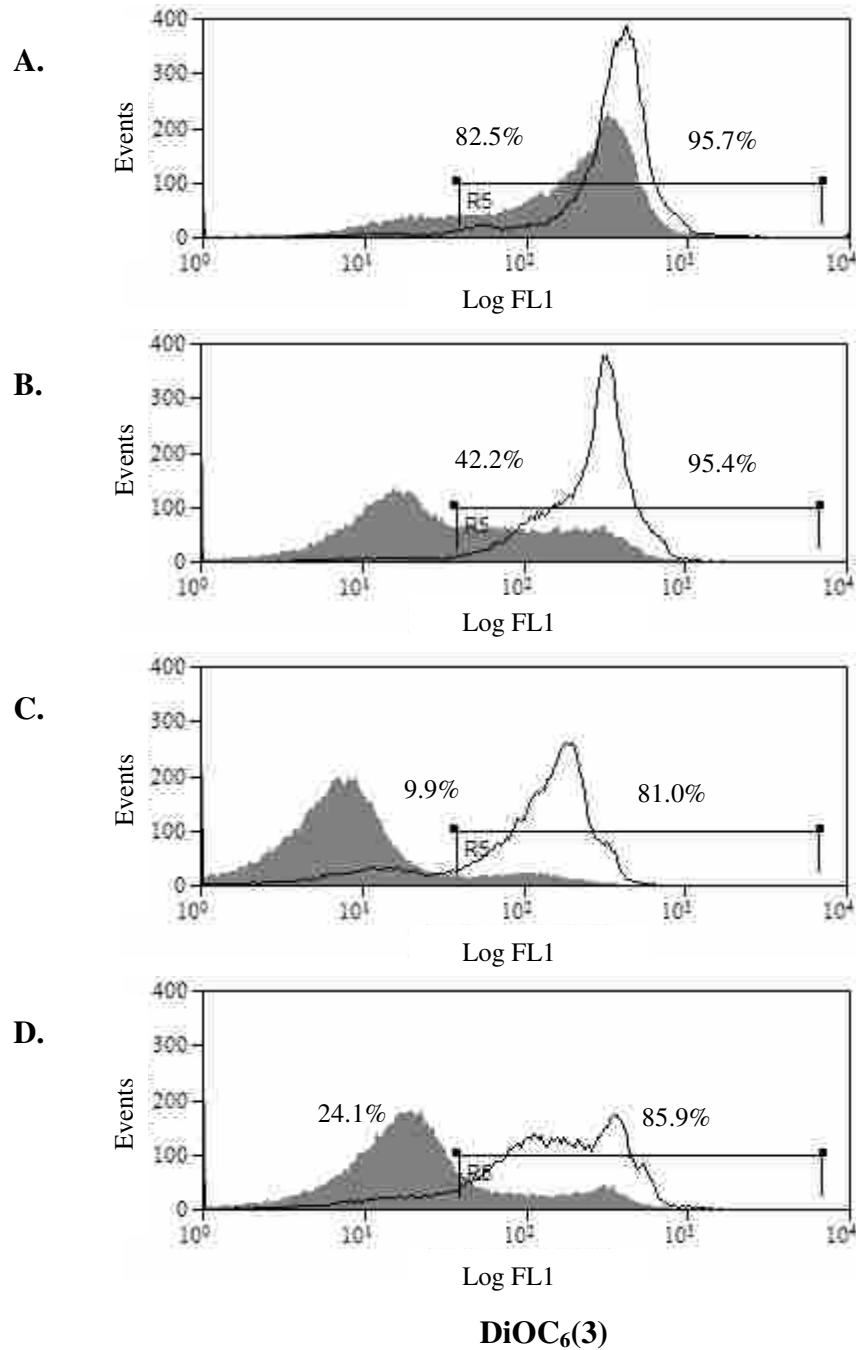 A.
400
300
200
100
0
Events
82.5%
95.7%
R5
10⁰ 10¹ 10² 10³ 10⁴
Log FL1
B.
400
300
200
100
0
Events
42.2%
95.4%
R5
10⁰ 10¹ 10² 10³ 10⁴
Log FL1
C.
400
300
200
100
0
Events
9.9%
81.0%
R5
10⁰ 10¹ 10² 10³ 10⁴
Log FL1
D.
400
300
200
100
0
Events
24.1%
85.9%
R6
10⁰ 10¹ 10² 10³ 10⁴
Log FL1
DiOC₆(3)